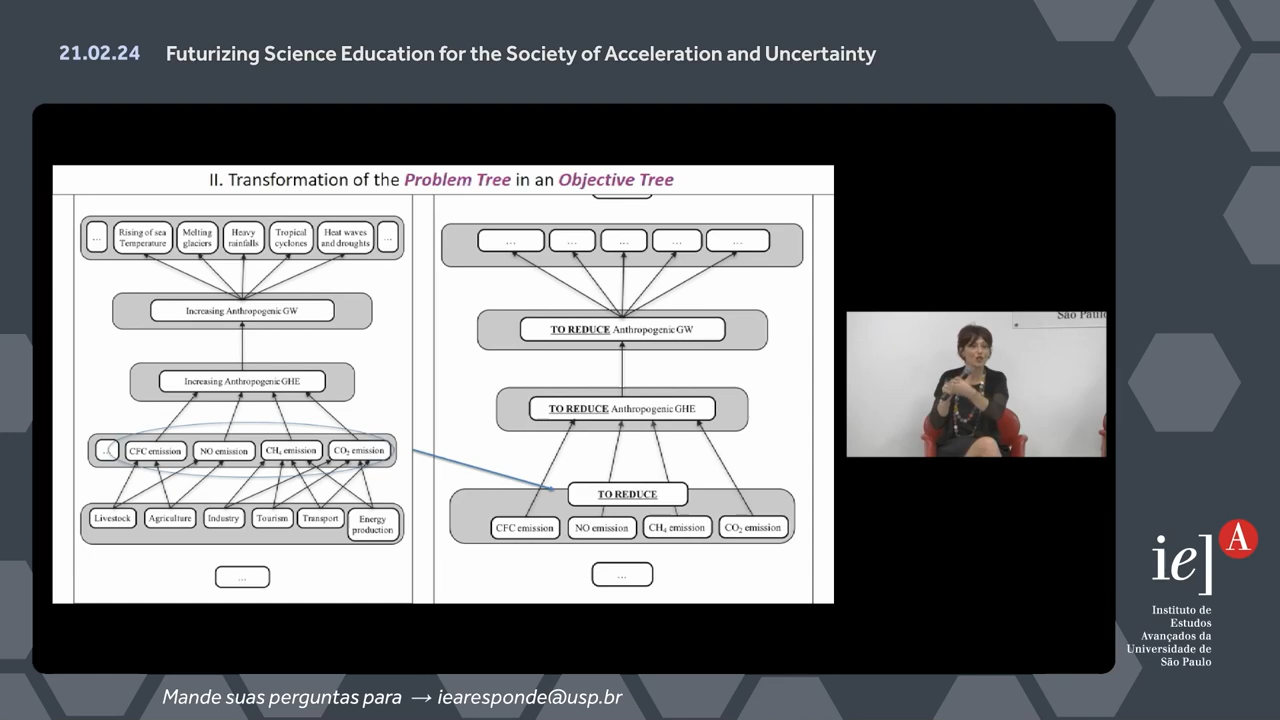 21.02.24 Futurizing Science Education for the Society of Acceleration and Uncertainty
II. Transformation of the Problem Tree in an Objective Tree
...
Rising of sea
Temperature
Melting
glaciers
Heavy
rainfalls
Tropical
cyclones
Heat waves
and droughts
...
Increasing Anthropogenic GW
Increasing Anthropogenic GHE
...
CFC emission
NO emission
CH₄ emission
CO₂ emission
Livestock
Agriculture
Industry
Tourism
Transport
Energy
production
...
... ... ... ... ...
TO REDUCE Anthropogenic GW
TO REDUCE Anthropogenic GHE
TO REDUCE
CFC emission
NO emission
CH₄ emission
CO₂ emission
...
São Paulo
ie] A
Instituto de
Estudos
Avançados da
Universidade de
São Paulo
Mande suas perguntas para → iearesponde@usp.br